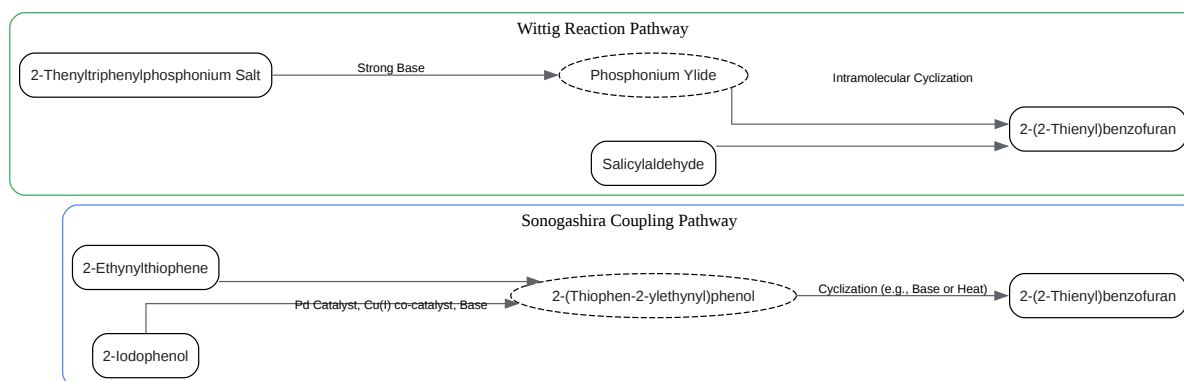 Wittig Reaction Pathway
2-Thenyltriphenylphosphonium Salt
Strong Base
Phosphonium Ylide
Intramolecular Cyclization
2-(2-Thienyl)benzofuran
Salicylaldehyde
Sonogashira Coupling Pathway
2-Ethynylthiophene
2-(Thiophen-2-ylethynyl)phenol
Cyclization (e.g., Base or Heat)
2-(2-Thienyl)benzofuran
Pd Catalyst, Cu(I) co-catalyst, Base
2-Iodophenol